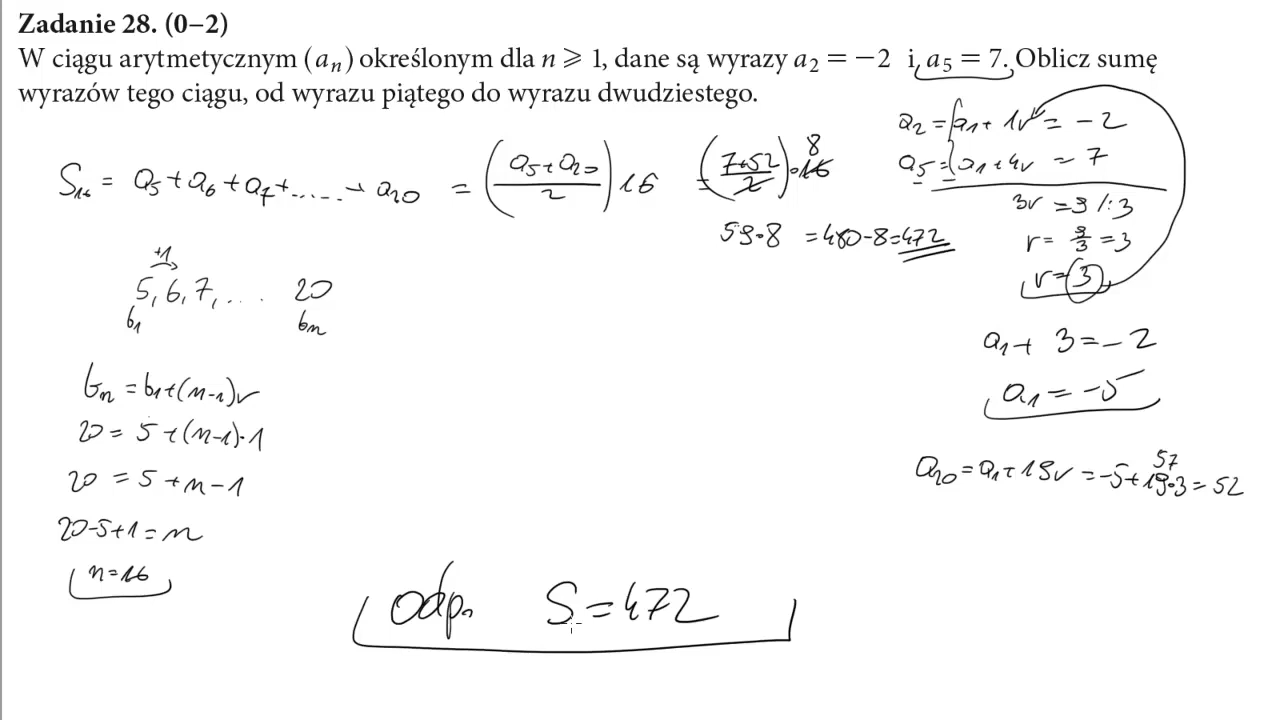 Zadanie 28. (0–2)
W ciągu arytmetycznym (aₙ) określonym dla n ⩾ 1, dane są wyrazy a₂ = −2 i a₅ = 7. Oblicz sumę
wyrazów tego ciągu, od wyrazu piątego do wyrazu dwudziestego.
a₂ = a₁ + 1r = −2
a₅ = a₁ + 4r = 7
3r = 9 /:3
r = 9/3 = 3
r = 3
a₁ + 3 = −2
a₁ = −5
a₂₀ = a₁ + 19r = −5 + 19·3 = 52
57
S₁₆ = a₅ + a₆ + a₇ + ...... + a₂₀ = ((a₅ + a₂₀)/2) 16 = ((7+52)/2)·16
8
59·8 = 480 − 8 = 472
+1
5, 6, 7, .... 20
b₁ bₙ
bₙ = b₁ + (n−1)r
20 = 5 + (n−1)·1
20 = 5 + n − 1
20 − 5 + 1 = n
n = 16
odp. S = 472